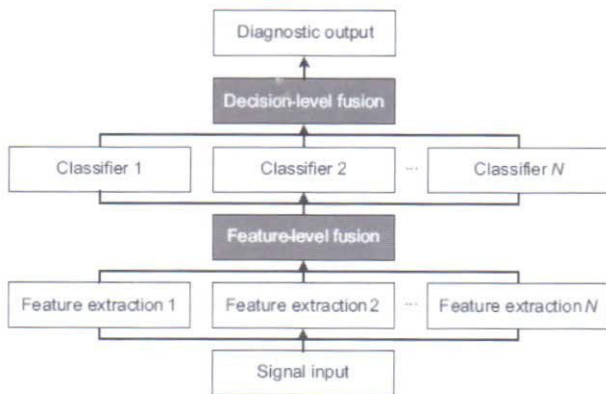 Diagnostic output
Decision-level fusion
Classifier 1 Classifier 2 ... Classifier N
Feature-level fusion
Feature extraction 1 Feature extraction 2 ... Feature extraction N
Signal input